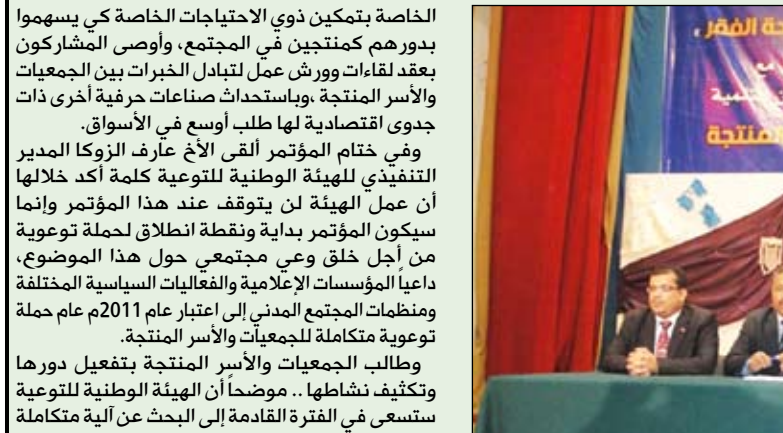 الخاصة بتمكين ذوي الاحتياجات الخاصة كي يسهموا
بدورهم كمنتجين في المجتمع، وأوصى المشاركون
بعقد لقاءات وورش عمل لتبادل الخبرات بين الجمعيات
والأسر المنتجة ،وباستحداث صناعات حرفية أخرى ذات
جدوى اقتصادية لها طلب أوسع في الأسواق.
وفي ختام المؤتمر ألقى الأخ عارف الزوكا المدير
التنفيذي للهيئة الوطنية للتوعية كلمة أكد خلالها
أن عمل الهيئة لن يتوقف عند هذا المؤتمر وإنما
سيكون المؤتمر بداية ونقطة انطلاق لحملة توعوية
من أجل خلق وعي مجتمعي حول هذا الموضوع،
داعياً المؤسسات الإعلامية والفعاليات السياسية المختلفة
ومنظمات المجتمع المدني إلى اعتبار عام 2011م عام حملة
توعوية متكاملة للجمعيات والأسر المنتجة.
وطالب الجمعيات والأسر المنتجة بتفعيل دورها
وتكثيف نشاطها .. موضحاً أن الهيئة الوطنية للتوعية
ستسعى في الفترة القادمة إلى البحث عن آلية متكاملة
الفقر
مع
المنتجة